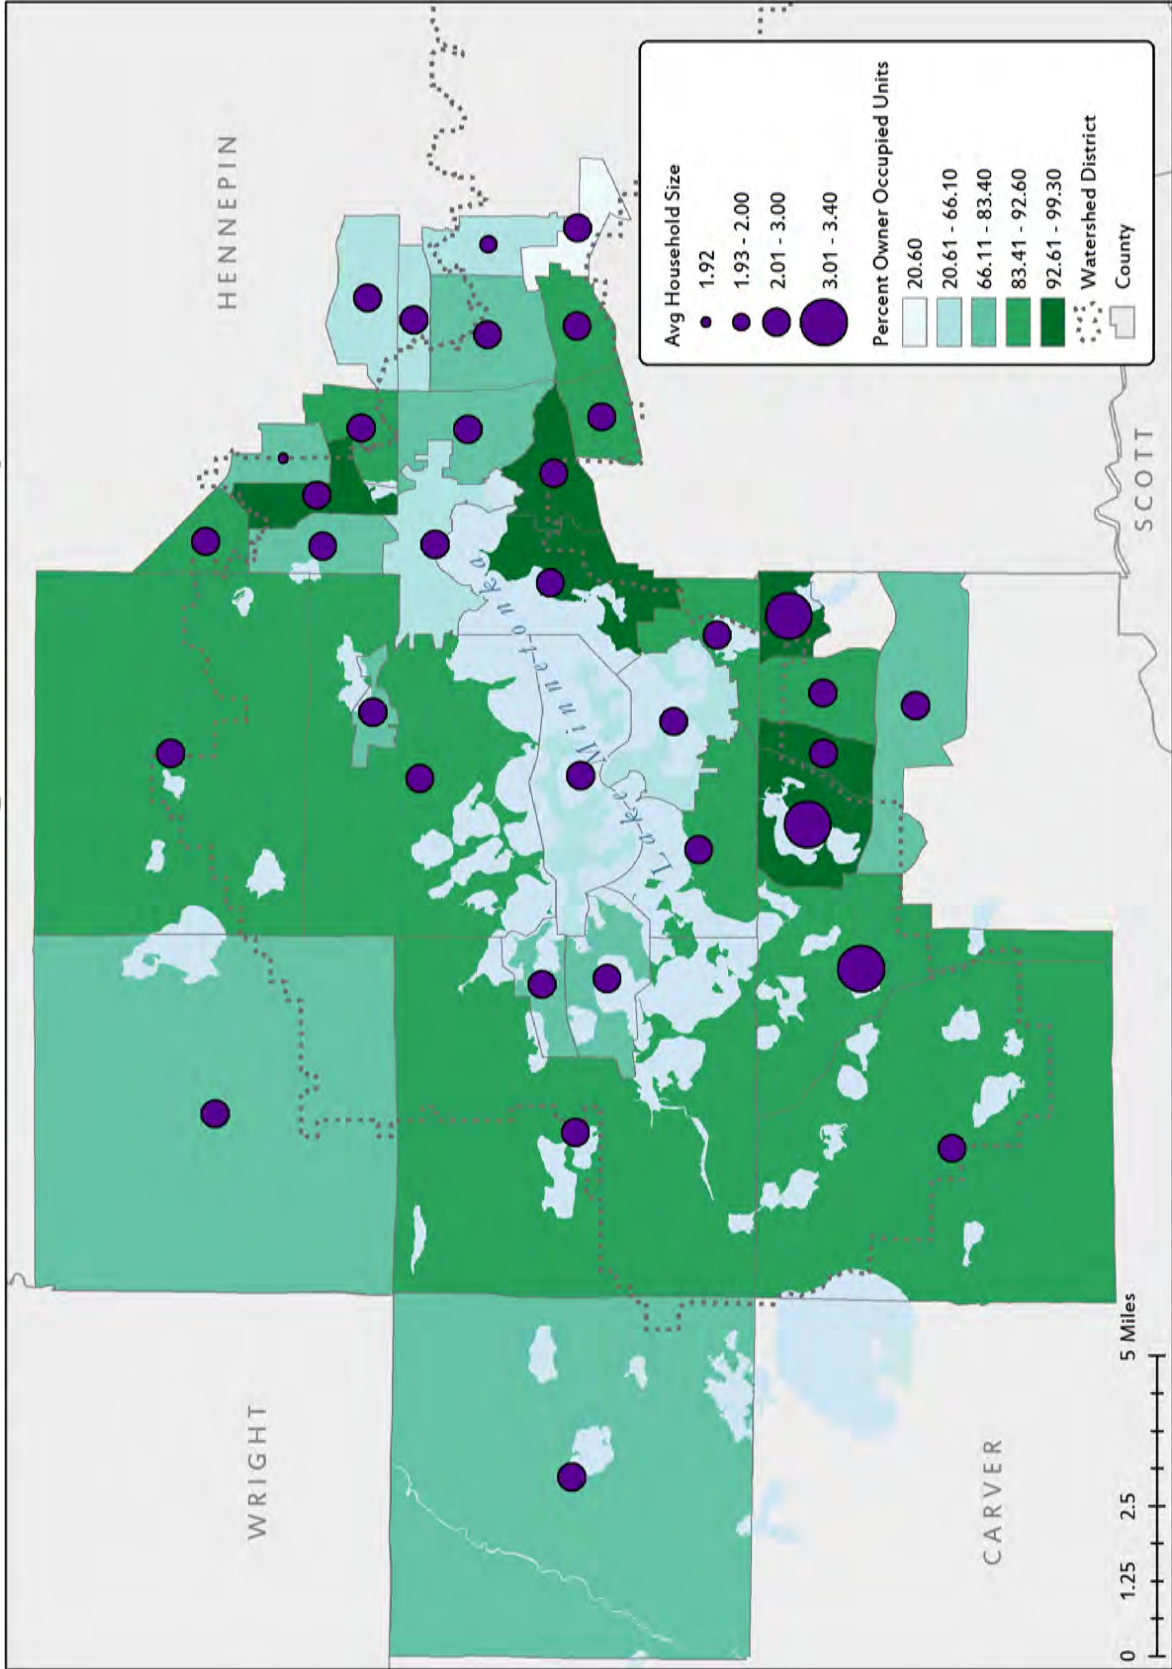 HENNEPIN
WRIGHT
Lake Minnetonka
CARVER
SCOTT
Avg Household Size
1.92
1.93 - 2.00
2.01 - 3.00
3.01 - 3.40
Percent Owner Occupied Units
20.60
20.61 - 66.10
66.11 - 83.40
83.41 - 92.60
92.61 - 99.30
Watershed District
County
0 1.25 2.5 5 Miles